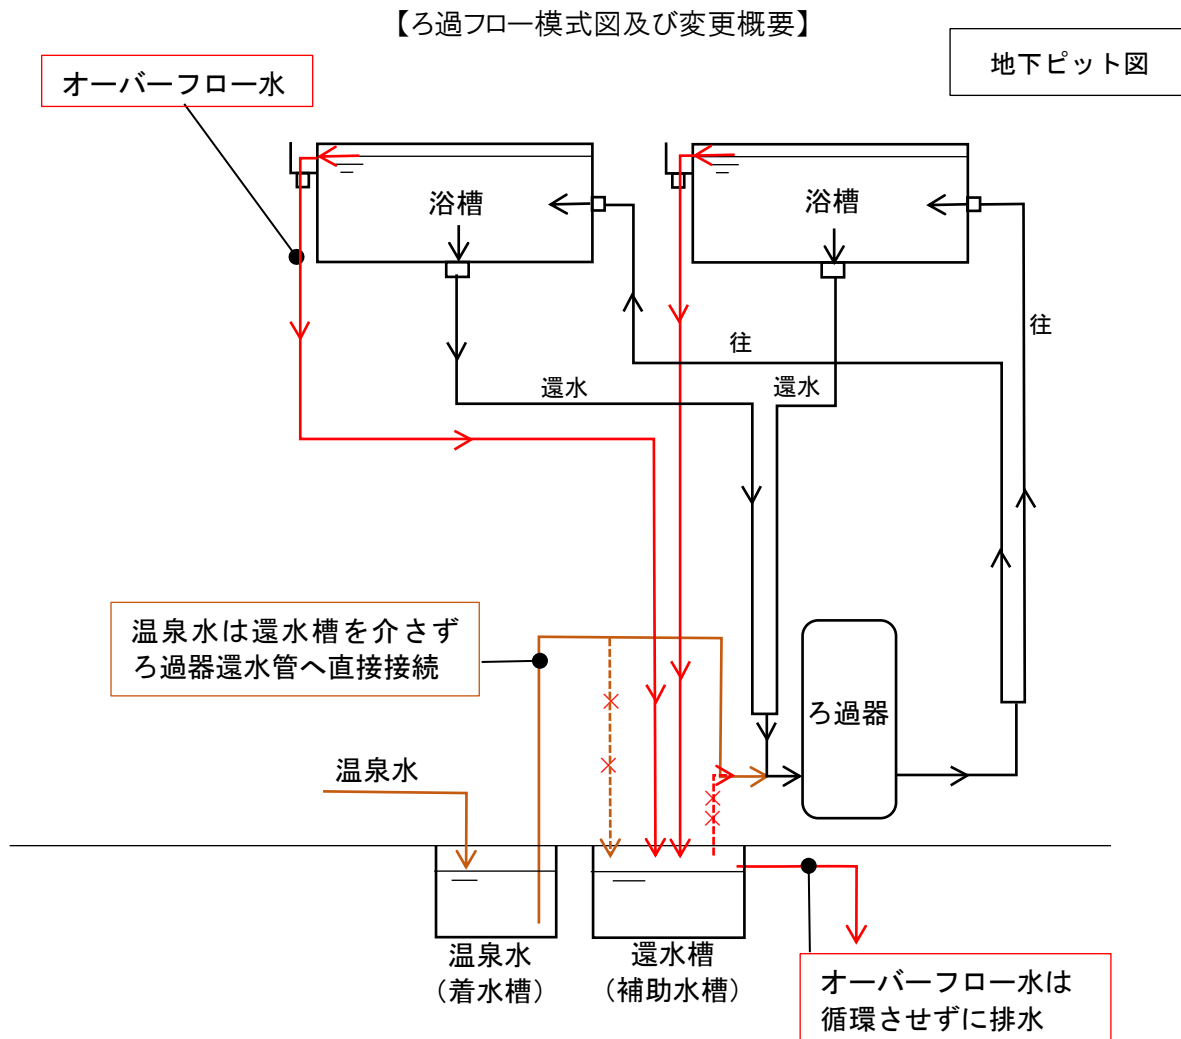 【ろ過フロー模式図及び変更概要】
地下ピット図
オーバーフロー水
浴槽
浴槽
往
往
還水
還水
温泉水は還水槽を介さず
ろ過器還水管へ直接接続
ろ過器
温泉水
温泉水
（着水槽）
還水槽
（補助水槽）
オーバーフロー水は
循環させずに排水